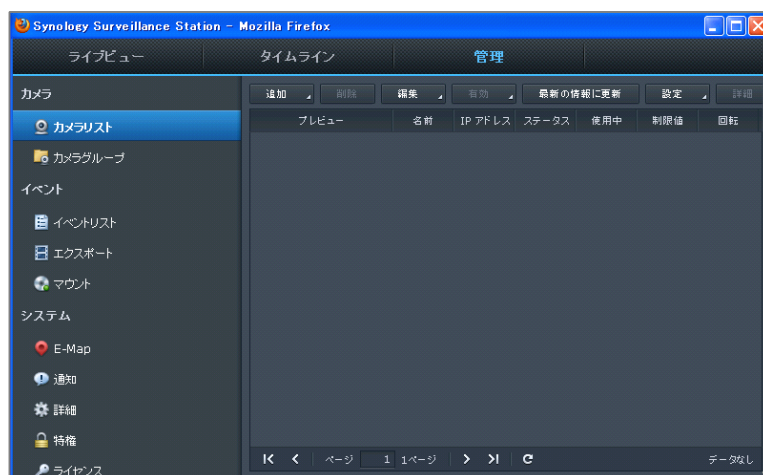 Synology Surveillance Station - Mozilla Firefox
ライブビュー タイムライン 管理
カメラ
追加 削除 編集 有効 最新の情報に更新 設定 詳細
カメラリスト
プレビュー 名前 IP アドレス ステータス 使用中 制限値 回転
カメラグループ
イベント
イベントリスト
エクスポート
マウント
システム
E-Map
通知
詳細
特権
ライセンス
ページ 1 1ページ データなし